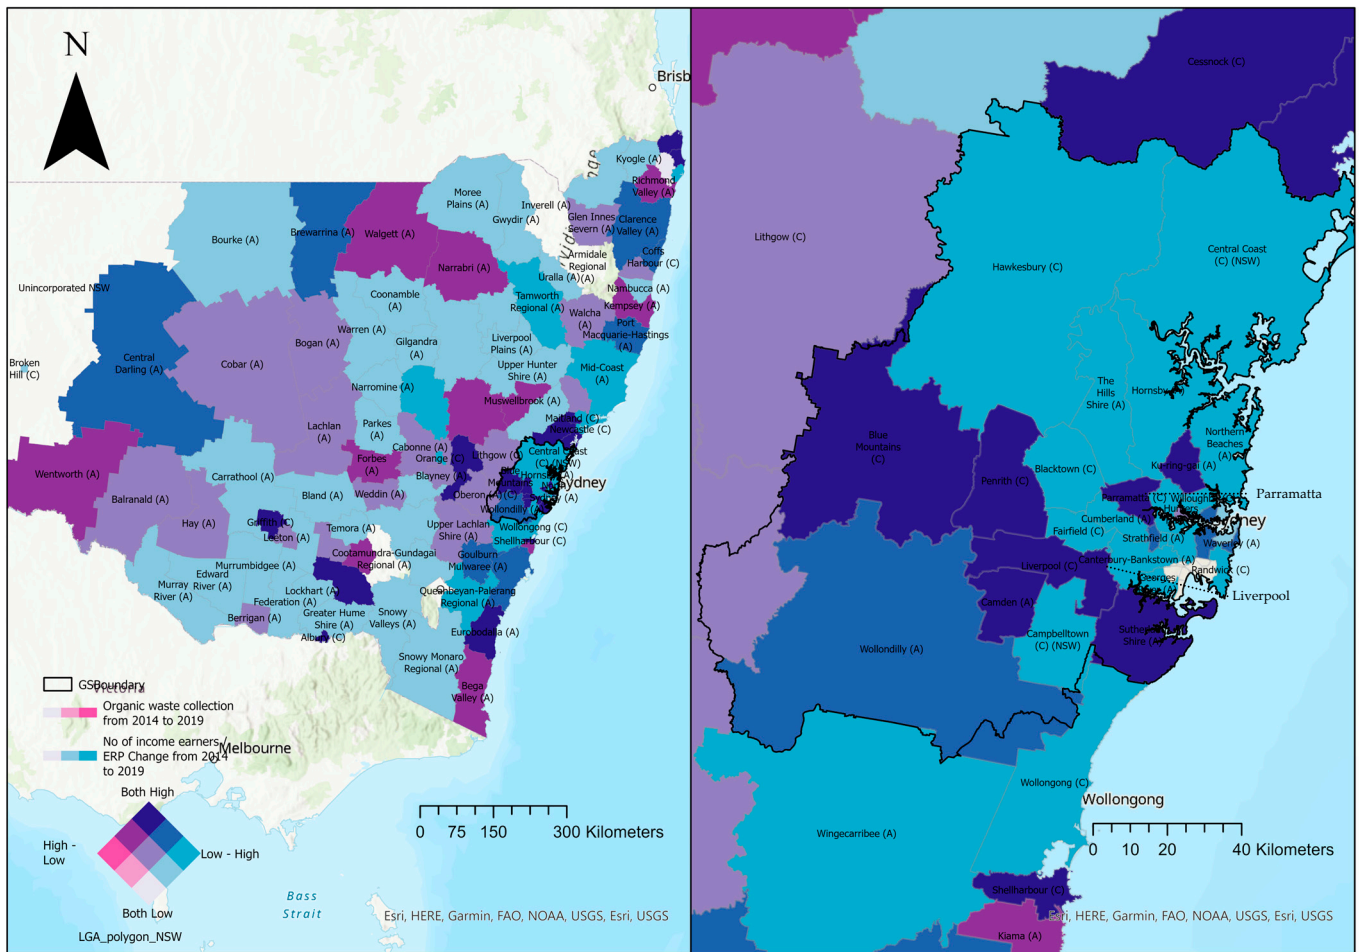 N
Brisb
Kyogle (A)
Richmond
Valley (A)
Moree
Plains (A)
Gwydir (A)
Inverell (A)
Glen Innes
Severn (A)
Clarence
Valley (A)
Bourke (A)
Brewarrina (A)
Walgett (A)
Narrabri (A)
Armidale
Regional
(A)
Coffs
Harbour (C)
Unincorporated NSW
Coonamble
(A)
Uralla (A)
Tamworth
Regional (A)
Nambucca (A)
Kempsey (A)
Walcha
(A)
Port
Macquarie-Hastings
(A)
Warren (A)
Bogan (A)
Gilgandra
(A)
Liverpool
Plains (A)
Upper Hunter
Shire (A)
Mid-Coast
(A)
Broken
Hill (C)
Central
Darling (A)
Cobar (A)
Narromine (A)
Muswellbrook (A)
Lachlan
(A)
Parkes
(A)
Maitland (C)
Newcastle (C)
Cabonne (A)
Orange (C)
Lithgow (C)
Central Coast
(C) (NSW)
Wentworth (A)
Carrathool (A)
Forbes
(A)
Blayney (A)
Blue
Mountains
(C)
Hornsby (A)
Sydney
Sydney (A)
Balranald (A)
Bland (A)
Weddin (A)
Oberon (A)
Wollondilly (A)
Hay (A)
Griffith (C)
Leeton (A)
Temora (A)
Upper Lachlan
Shire (A)
Wollongong (C)
Shellharbour (C)
Cootamundra-Gundagai
Regional (A)
Goulburn
Mulwaree (A)
Murrumbidgee (A)
Edward
River (A)
Murray
River (A)
Lockhart (A)
Federation (A)
Queanbeyan-Palerang
Regional (A)
Berrigan (A)
Greater Hume
Shire (A)
Snowy
Valleys (A)
Albury (C)
Eurobodalla (A)
Snowy Monaro
Regional (A)
Bega
Valley (A)
GSBoundary
Victoria
Organic waste collection
from 2014 to 2019
No of income earners /
ERP Change from 2014
to 2019
Melbourne
Both High
High -
Low
Low - High
Both Low
LGA_polygon_NSW
0 75 150 300 Kilometers
Bass
Strait
Esri, HERE, Garmin, FAO, NOAA, USGS, Esri, USGS
Cessnock (C)
Lithgow (C)
Hawkesbury (C)
Central Coast
(C) (NSW)
The
Hills
Shire (A)
Hornsby (A)
Northern
Beaches
(A)
Blue
Mountains
(C)
Penrith (C)
Blacktown (C)
Ku-ring-gai (A)
Parramatta (C)
Parramatta
Hunters
Cumberland (A)
Fairfield (C)
Strathfield (A)
Waverley (A)
Canterbury-Bankstown (A)
Liverpool (C)
Randwick (C)
Georges
Liverpool
Camden (A)
Campbelltown
(C) (NSW)
Sutherland
Shire (A)
Wollondilly (A)
Wollongong (C)
Wollongong
Wingecarribee (A)
0 10 20 40 Kilometers
Shellharbour (C)
Kiama (A)
Esri, HERE, Garmin, FAO, NOAA, USGS, Esri, USGS